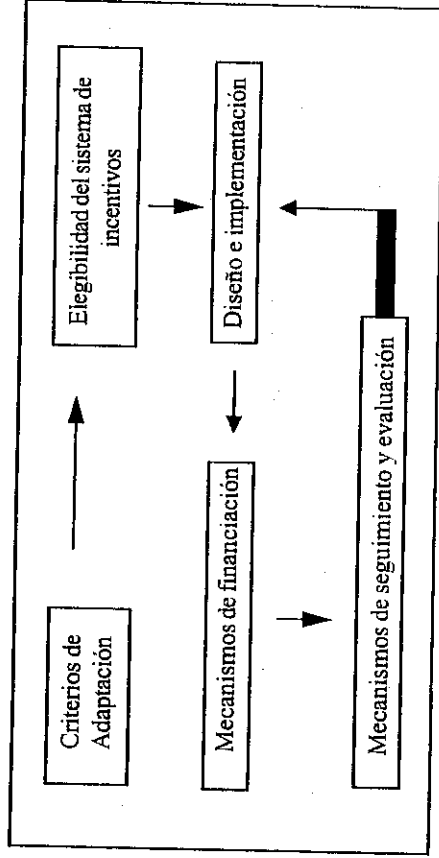 Criterios de
Adaptación
Elegibilidad del sistema de
incentivos
Mecanismos de financiación
Diseño e implementación
Mecanismos de seguimiento y evaluación